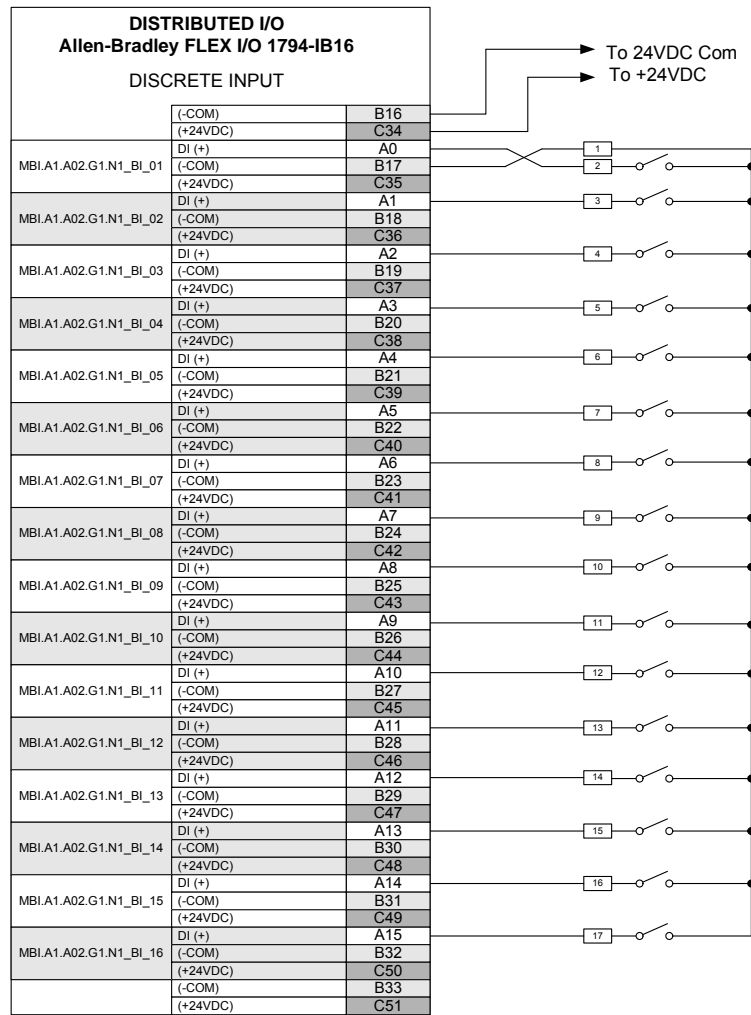 DISTRIBUTED I/O
Allen-Bradley FLEX I/O 1794-IB16
DISCRETE INPUT
To 24VDC Com
To +24VDC
(-COM) B16
(+24VDC) C34
MBI.A1.A02.G1.N1_BI_01
DI (+) A0 1
(-COM) B17 2
(+24VDC) C35
MBI.A1.A02.G1.N1_BI_02
DI (+) A1 3
(-COM) B18
(+24VDC) C36
MBI.A1.A02.G1.N1_BI_03
DI (+) A2 4
(-COM) B19
(+24VDC) C37
MBI.A1.A02.G1.N1_BI_04
DI (+) A3 5
(-COM) B20
(+24VDC) C38
MBI.A1.A02.G1.N1_BI_05
DI (+) A4 6
(-COM) B21
(+24VDC) C39
MBI.A1.A02.G1.N1_BI_06
DI (+) A5 7
(-COM) B22
(+24VDC) C40
MBI.A1.A02.G1.N1_BI_07
DI (+) A6 8
(-COM) B23
(+24VDC) C41
MBI.A1.A02.G1.N1_BI_08
DI (+) A7 9
(-COM) B24
(+24VDC) C42
MBI.A1.A02.G1.N1_BI_09
DI (+) A8 10
(-COM) B25
(+24VDC) C43
MBI.A1.A02.G1.N1_BI_10
DI (+) A9 11
(-COM) B26
(+24VDC) C44
MBI.A1.A02.G1.N1_BI_11
DI (+) A10 12
(-COM) B27
(+24VDC) C45
MBI.A1.A02.G1.N1_BI_12
DI (+) A11 13
(-COM) B28
(+24VDC) C46
MBI.A1.A02.G1.N1_BI_13
DI (+) A12 14
(-COM) B29
(+24VDC) C47
MBI.A1.A02.G1.N1_BI_14
DI (+) A13 15
(-COM) B30
(+24VDC) C48
MBI.A1.A02.G1.N1_BI_15
DI (+) A14 16
(-COM) B31
(+24VDC) C49
MBI.A1.A02.G1.N1_BI_16
DI (+) A15 17
(-COM) B32
(+24VDC) C50
(-COM) B33
(+24VDC) C51